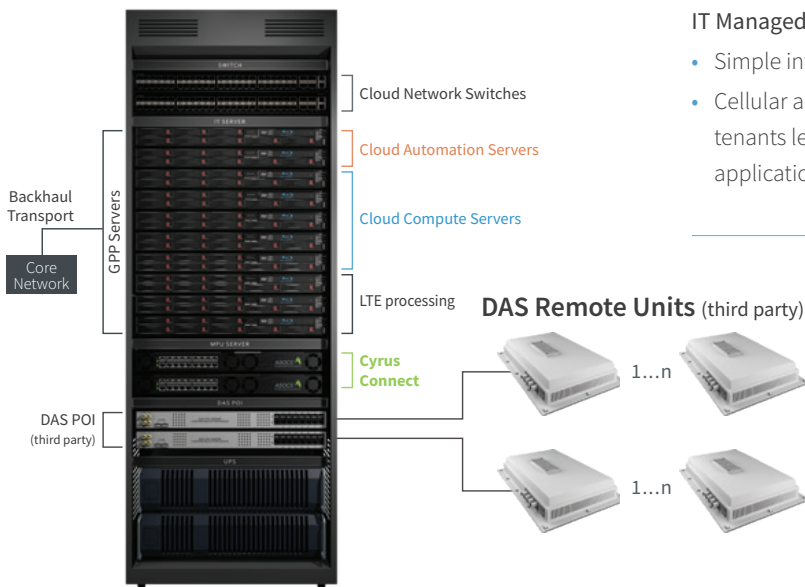 IT Managed
• Simple in
• Cellular a
tenants le
applicatio
SWITCH
Cloud Network Switches
IT SERVER
Cloud Automation Servers
Cloud Compute Servers
LTE processing
GPP Servers
Backhaul
Transport
Core
Network
MPU SERVER
Cyrus
Connect
DAS POI
DAS POI
(third party)
UPS
DAS Remote Units (third party)
1...n
1...n